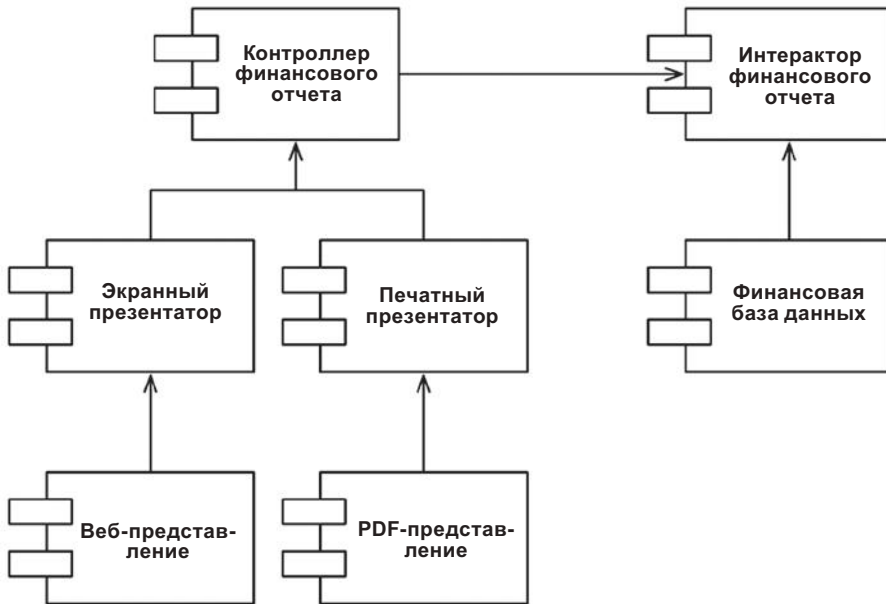 Контроллер
финансового
отчета
Интерактор
финансового
отчета
Экранный
презентатор
Печатный
презентатор
Финансовая
база данных
Веб-представ-
ление
PDF-представ-
ление